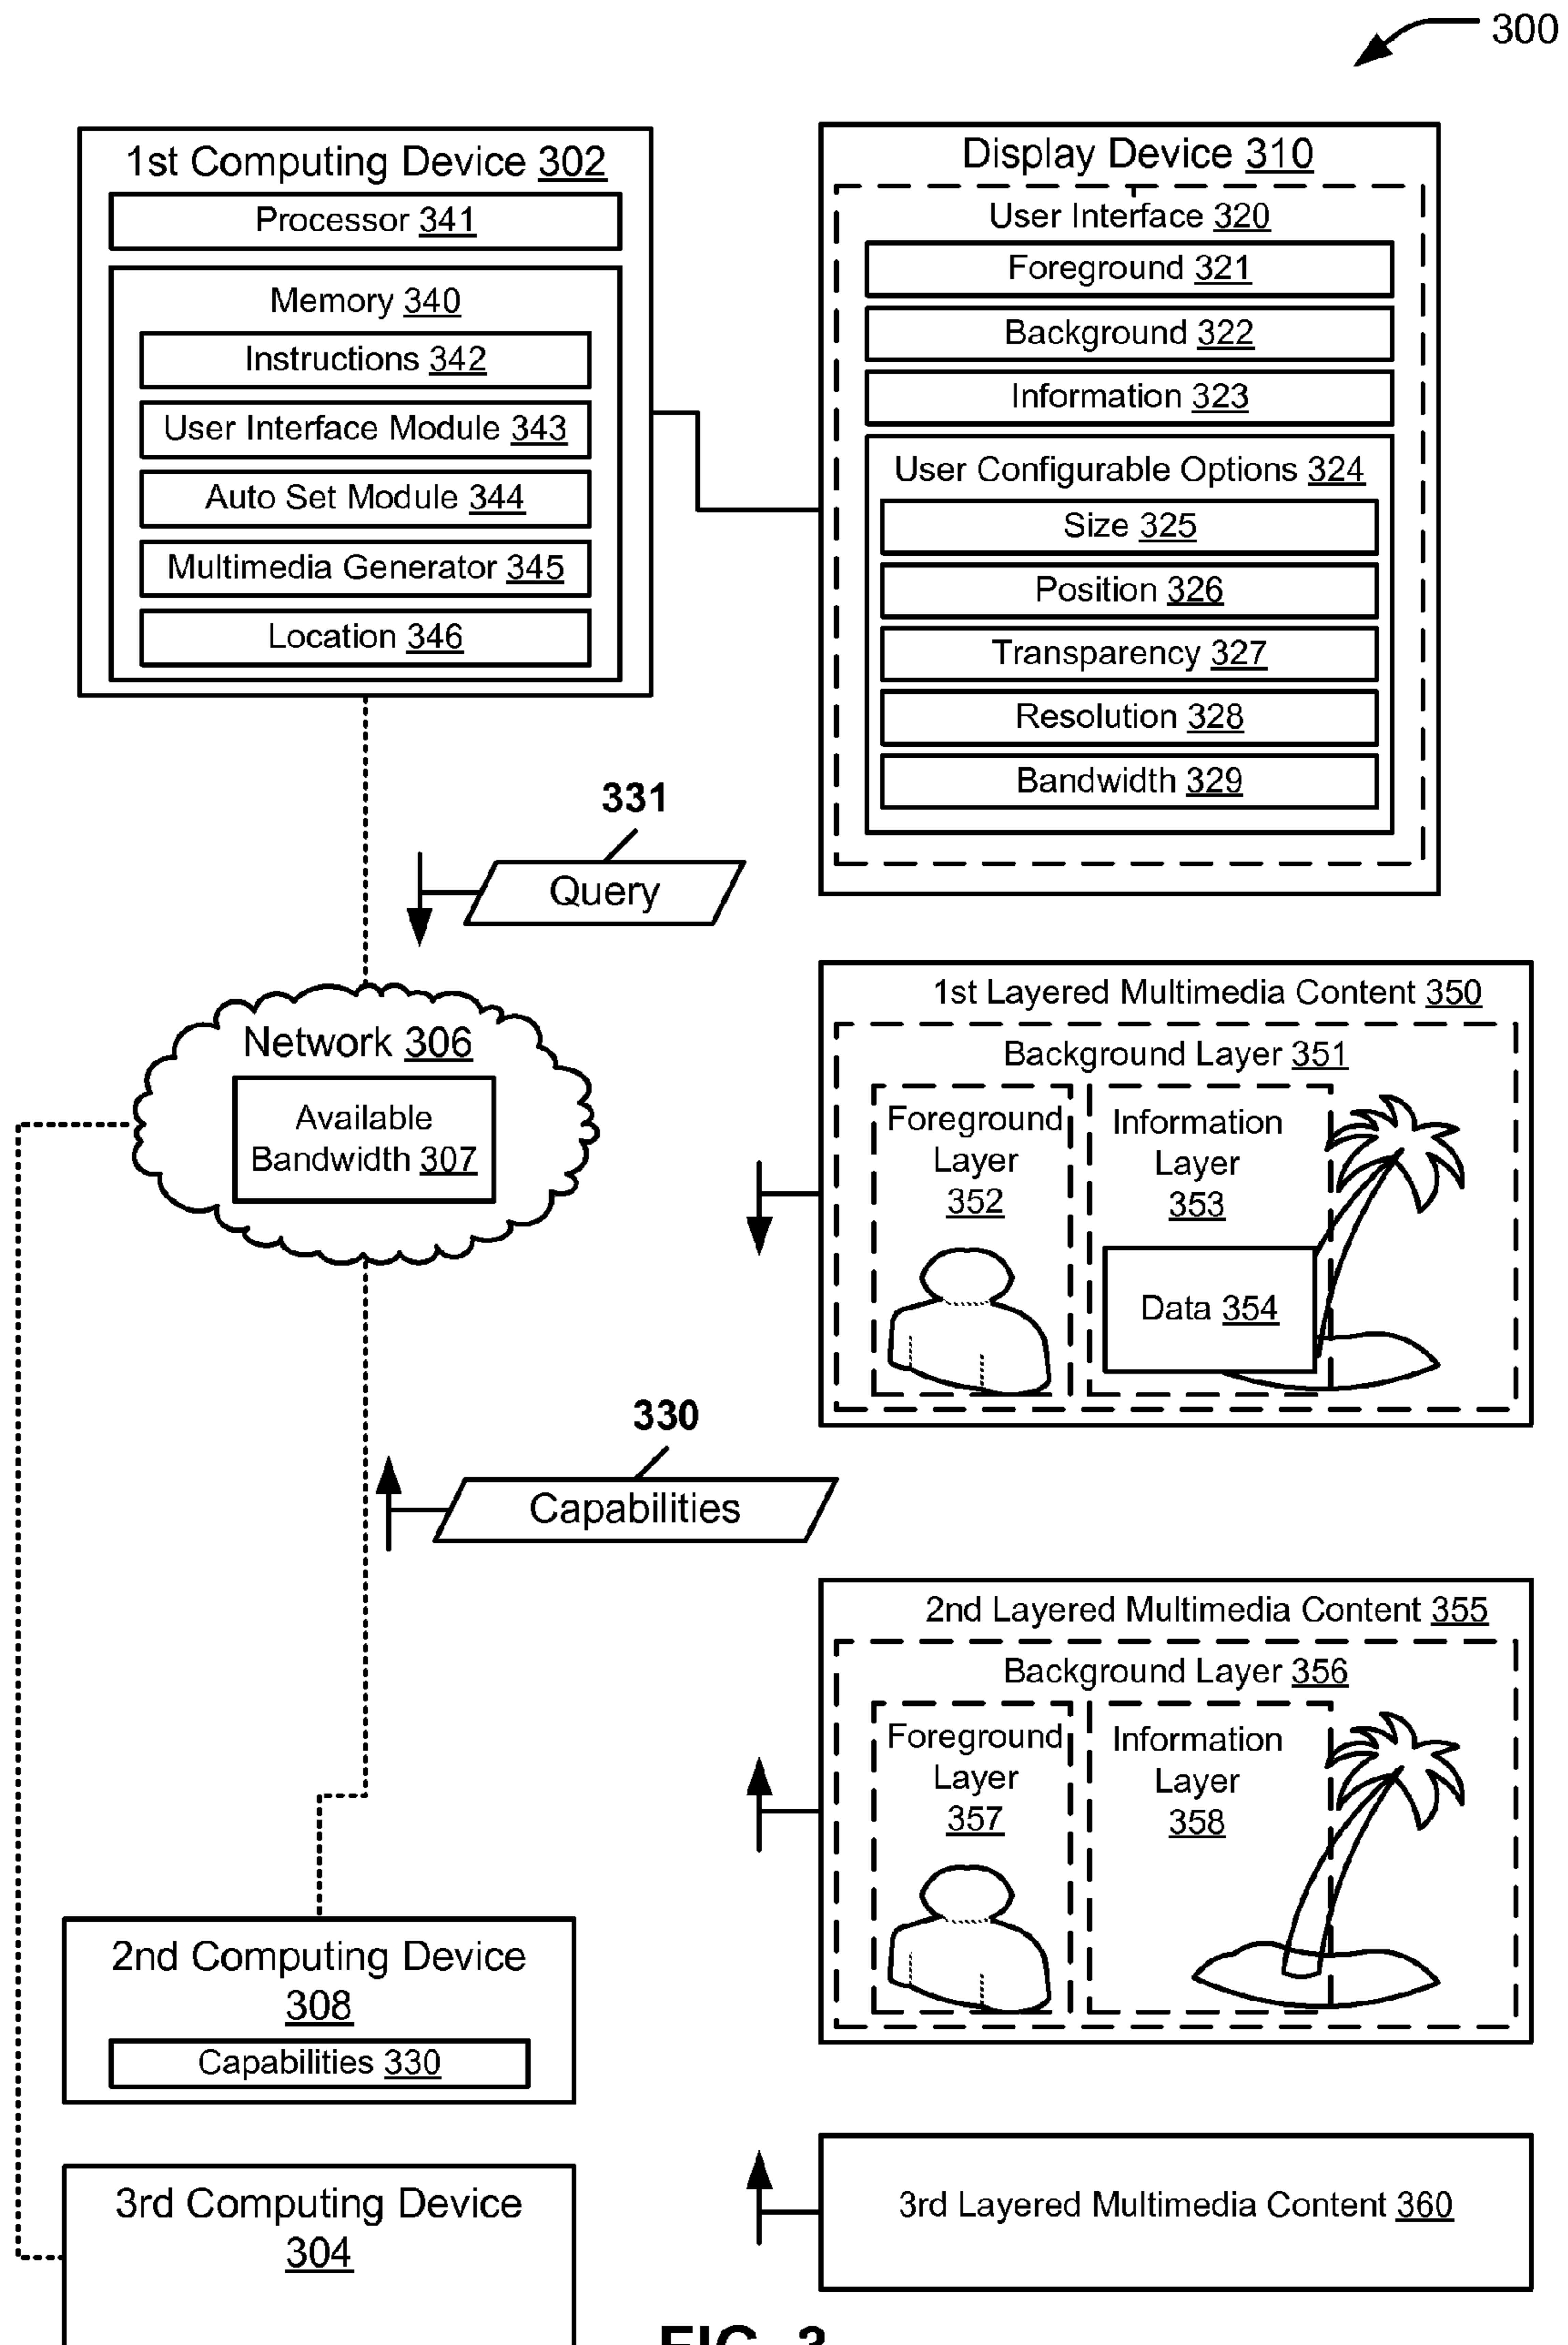 300
1st Computing Device 302
Processor 341
Memory 340
Instructions 342
User Interface Module 343
Auto Set Module 344
Multimedia Generator 345
Location 346
Display Device 310
User Interface 320
Foreground 321
Background 322
Information 323
User Configurable Options 324
Size 325
Position 326
Transparency 327
Resolution 328
Bandwidth 329
331
Query
Network 306
Available
Bandwidth 307
1st Layered Multimedia Content 350
Background Layer 351
Foreground
Layer
352
Information
Layer
353
Data 354
330
Capabilities
2nd Layered Multimedia Content 355
Background Layer 356
Foreground
Layer
357
Information
Layer
358
2nd Computing Device
308
Capabilities 330
3rd Computing Device
304
3rd Layered Multimedia Content 360
FIG. 3